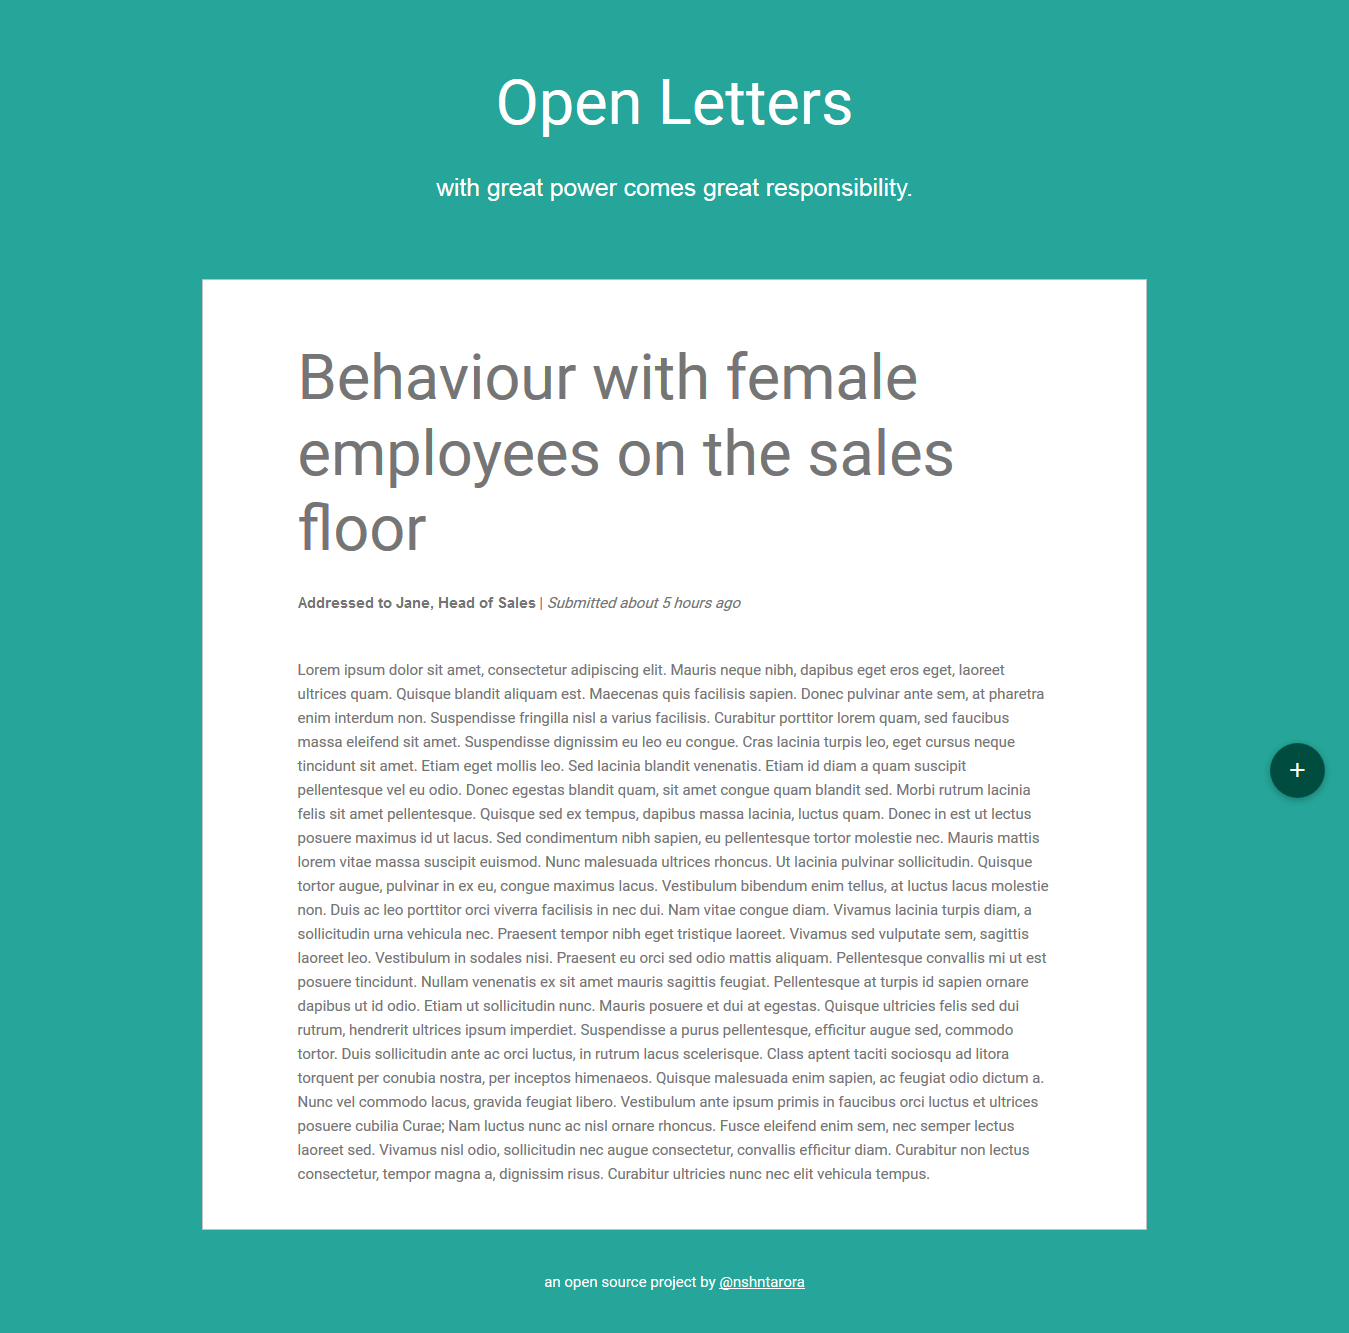 Open Letters
with great power comes great responsibility.
Behaviour with female
employees on the sales
floor
Addressed to Jane, Head of Sales | Submitted about 5 hours ago
Lorem ipsum dolor sit amet, consectetur adipiscing elit. Mauris neque nibh, dapibus eget eros eget, laoreet
ultrices quam. Quisque blandit aliquam est. Maecenas quis facilisis sapien. Donec pulvinar ante sem, at pharetra
enim interdum non. Suspendisse fringilla nisl a varius facilisis. Curabitur porttitor lorem quam, sed faucibus
massa eleifend sit amet. Suspendisse dignissim eu leo eu congue. Cras lacinia turpis leo, eget cursus neque
tincidunt sit amet. Etiam eget mollis leo. Sed lacinia blandit venenatis. Etiam id diam a quam suscipit
pellentesque vel eu odio. Donec egestas blandit quam, sit amet congue quam blandit sed. Morbi rutrum lacinia
felis sit amet pellentesque. Quisque sed ex tempus, dapibus massa lacinia, luctus quam. Donec in est ut lectus
posuere maximus id ut lacus. Sed condimentum nibh sapien, eu pellentesque tortor molestie nec. Mauris mattis
lorem vitae massa suscipit euismod. Nunc malesuada ultrices rhoncus. Ut lacinia pulvinar sollicitudin. Quisque
tortor augue, pulvinar in ex eu, congue maximus lacus. Vestibulum bibendum enim tellus, at luctus lacus molestie
non. Duis ac leo porttitor orci viverra facilisis in nec dui. Nam vitae congue diam. Vivamus lacinia turpis diam, a
sollicitudin urna vehicula nec. Praesent tempor nibh eget tristique laoreet. Vivamus sed vulputate sem, sagittis
laoreet leo. Vestibulum in sodales nisi. Praesent eu orci sed odio mattis aliquam. Pellentesque convallis mi ut est
posuere tincidunt. Nullam venenatis ex sit amet mauris sagittis feugiat. Pellentesque at turpis id sapien ornare
dapibus ut id odio. Etiam ut sollicitudin nunc. Mauris posuere et dui at egestas. Quisque ultricies felis sed dui
rutrum, hendrerit ultrices ipsum imperdiet. Suspendisse a purus pellentesque, efficitur augue sed, commodo
tortor. Duis sollicitudin ante ac orci luctus, in rutrum lacus scelerisque. Class aptent taciti sociosqu ad litora
torquent per conubia nostra, per inceptos himenaeos. Quisque malesuada enim sapien, ac feugiat odio dictum a.
Nunc vel commodo lacus, gravida feugiat libero. Vestibulum ante ipsum primis in faucibus orci luctus et ultrices
posuere cubilia Curae; Nam luctus nunc ac nisl ornare rhoncus. Fusce eleifend enim sem, nec semper lectus
laoreet sed. Vivamus nisl odio, sollicitudin nec augue consectetur, convallis efficitur diam. Curabitur non lectus
consectetur, tempor magna a, dignissim risus. Curabitur ultricies nunc nec elit vehicula tempus.
+
an open source project by @nshntarora